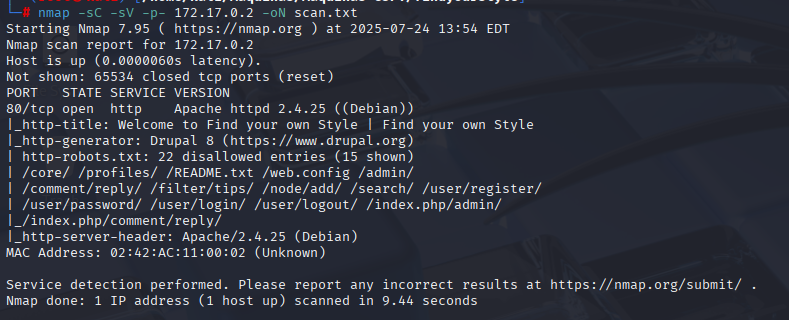 # nmap -sC -sV -p- 172.17.0.2 -oN scan.txt
Starting Nmap 7.95 ( https://nmap.org ) at 2025-07-24 13:54 EDT
Nmap scan report for 172.17.0.2
Host is up (0.0000060s latency).
Not shown: 65534 closed tcp ports (reset)
PORT   STATE SERVICE VERSION
80/tcp open  http    Apache httpd 2.4.25 ((Debian))
|_http-title: Welcome to Find your own Style | Find your own Style
|_http-generator: Drupal 8 (https://www.drupal.org)
| http-robots.txt: 22 disallowed entries (15 shown)
| /core/ /profiles/ /README.txt /web.config /admin/
| /comment/reply/ /filter/tips/ /node/add/ /search/ /user/register/
| /user/password/ /user/login/ /user/logout/ /index.php/admin/
|_/index.php/comment/reply/
|_http-server-header: Apache/2.4.25 (Debian)
MAC Address: 02:42:AC:11:00:02 (Unknown)
Service detection performed. Please report any incorrect results at https://nmap.org/submit/ .
Nmap done: 1 IP address (1 host up) scanned in 9.44 seconds